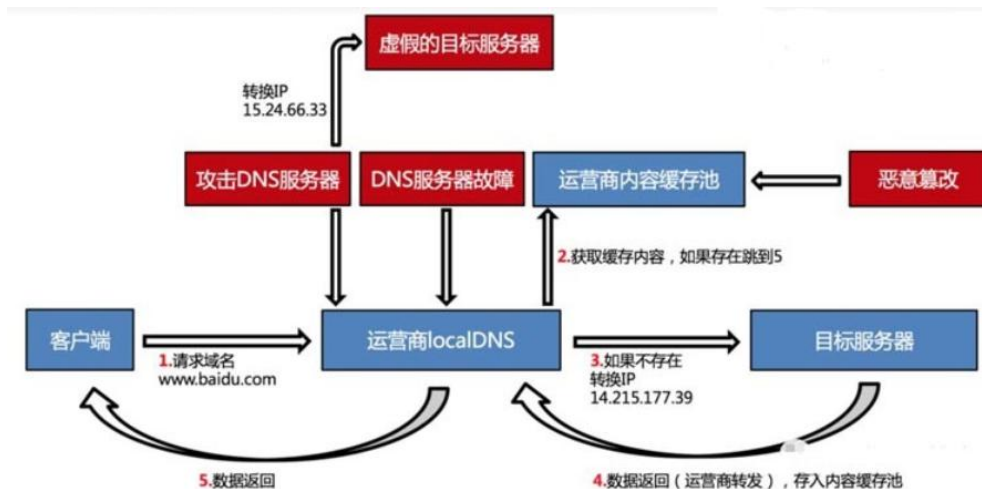 虚假的目标服务器
转换IP
15.24.66.33
攻击DNS服务器
DNS服务器故障
运营商内容缓存池
恶意篡改
2.获取缓存内容，如果存在跳到5
客户端
运营商localDNS
目标服务器
1.请求域名
www.baidu.com
3.如果不存在
转换IP
14.215.177.39
5.数据返回
4.数据返回（运营商转发），存入内容缓存池